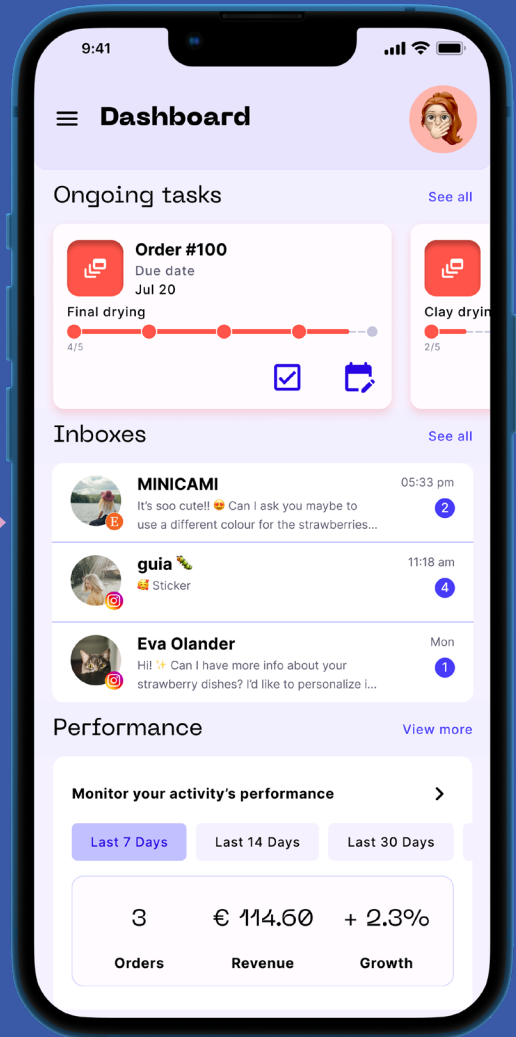 9:41
Dashboard
Ongoing tasks
See all
Order #100
Due date
Jul 20
Final drying
4/5
Clay dryin
2/5
Inboxes
See all
MINICAMI
05:33 pm
It's soo cute!! 😍 Can I ask you maybe to
use a different colour for the strawberries...
2
E
guia 🐛
11:18 am
🥰 Sticker
4
Eva Olander
Mon
Hi! ✨ Can I have more info about your
strawberry dishes? I'd like to personalize i...
1
Performance
View more
Monitor your activity's performance
Last 7 Days
Last 14 Days
Last 30 Days
3
€ 114.60
+ 2.3%
Orders
Revenue
Growth